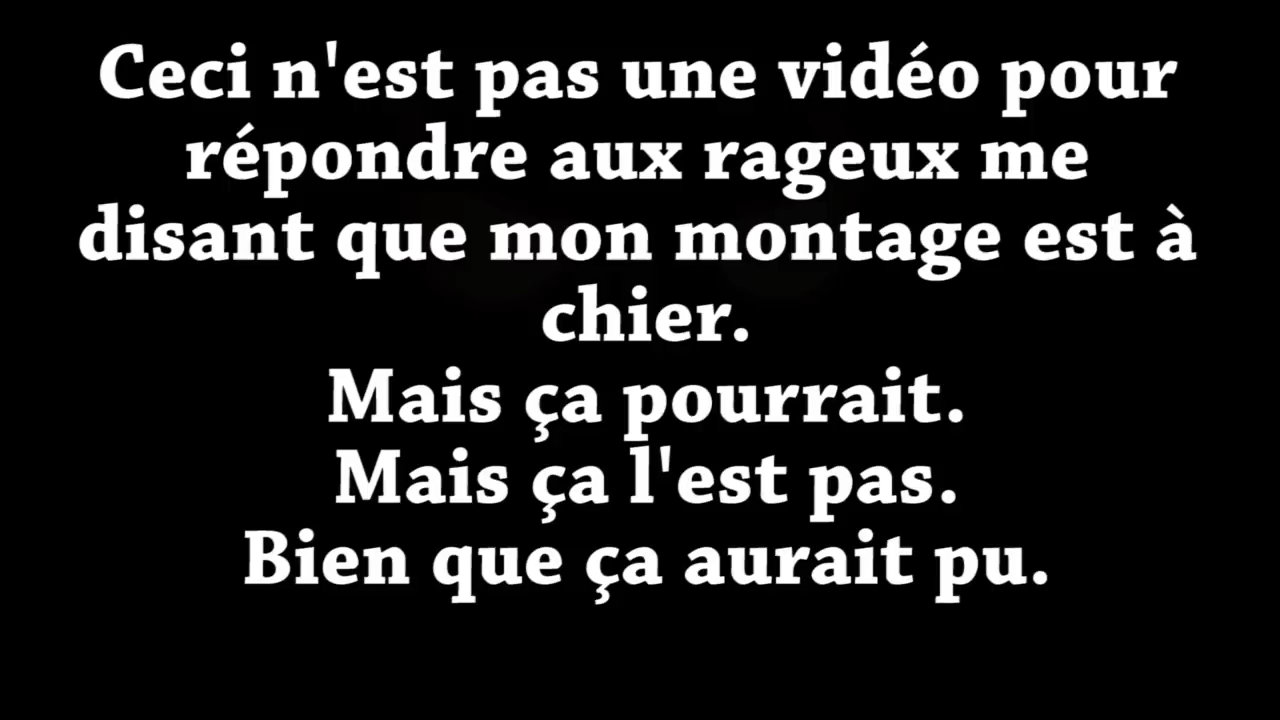 Ceci n'est pas une vidéo pour
répondre aux rageux me
disant que mon montage est à
chier.
Mais ça pourrait.
Mais ça l'est pas.
Bien que ça aurait pu.